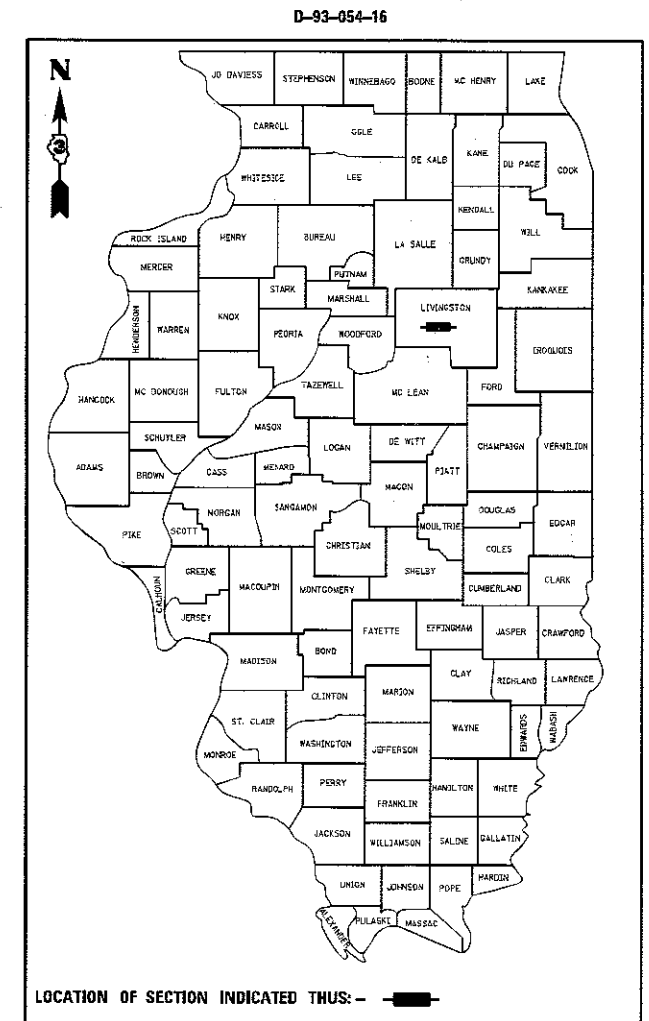 D-93-054-16
N
3
JO DAVIESS STEPHENSON WINNEBAGO BOONE MC HENRY LAKE
CARROLL OGLE
DE KALB KANE DU PAGE COOK
WHITESIDE LEE
KENDALL
ROCK ISLAND HENRY BUREAU LA SALLE WILL
MERCER PUTNAM GRUNDY
STARK MARSHALL KANKAKEE
HENDERSON WARREN KNOX PEORIA WOODFORD LIVINGSTON
IROQUOIS
HANCOCK MC DONOUGH FULTON TAZEWELL MC LEAN FORD
MASON
SCHUYLER LOGAN DE WITT CHAMPAIGN VERMILION
ADAMS BROWN CASS MENARD PIATT
MACON
MORGAN SANGAMON DOUGLAS
PIKE SCOTT MOULTRIE EDGAR
CHRISTIAN COLES
GREENE SHELBY
CALHOUN MACOUPIN MONTGOMERY CUMBERLAND CLARK
JERSEY
FAYETTE EFFINGHAM JASPER CRAWFORD
MADISON BOND
CLAY RICHLAND LAWRENCE
CLINTON MARION
ST. CLAIR WAYNE EDWARDS WABASH
MONROE WASHINGTON JEFFERSON
RANDOLPH PERRY HAMILTON WHITE
FRANKLIN
JACKSON WILLIAMSON SALINE GALLATIN
UNION JOHNSON POPE HARDIN
ALEXANDER PULASKI MASSAC
LOCATION OF SECTION INDICATED THUS: -